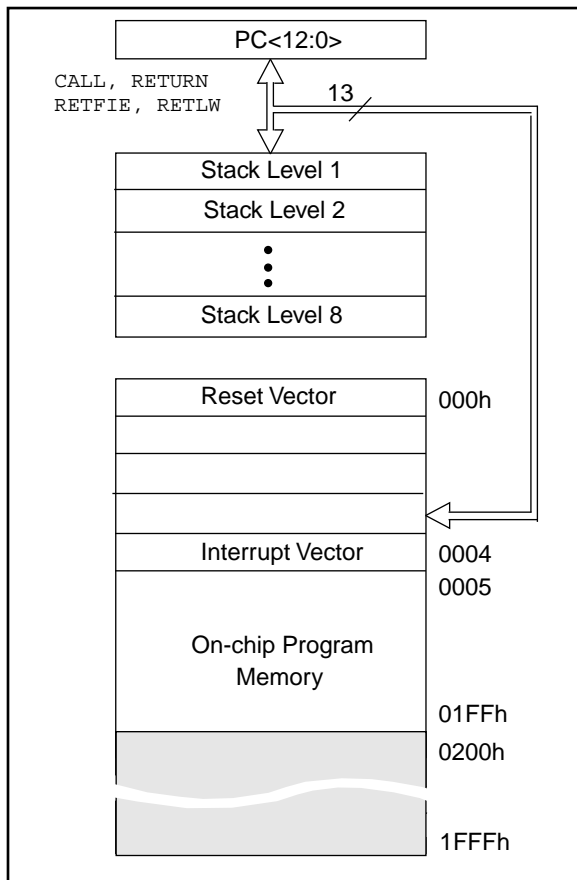 PC<12:0>
CALL, RETURN
RETFIE, RETLW
13
Stack Level 1
Stack Level 2
Stack Level 8
Reset Vector
000h
Interrupt Vector
0004
0005
On-chip Program
Memory
01FFh
0200h
1FFFh